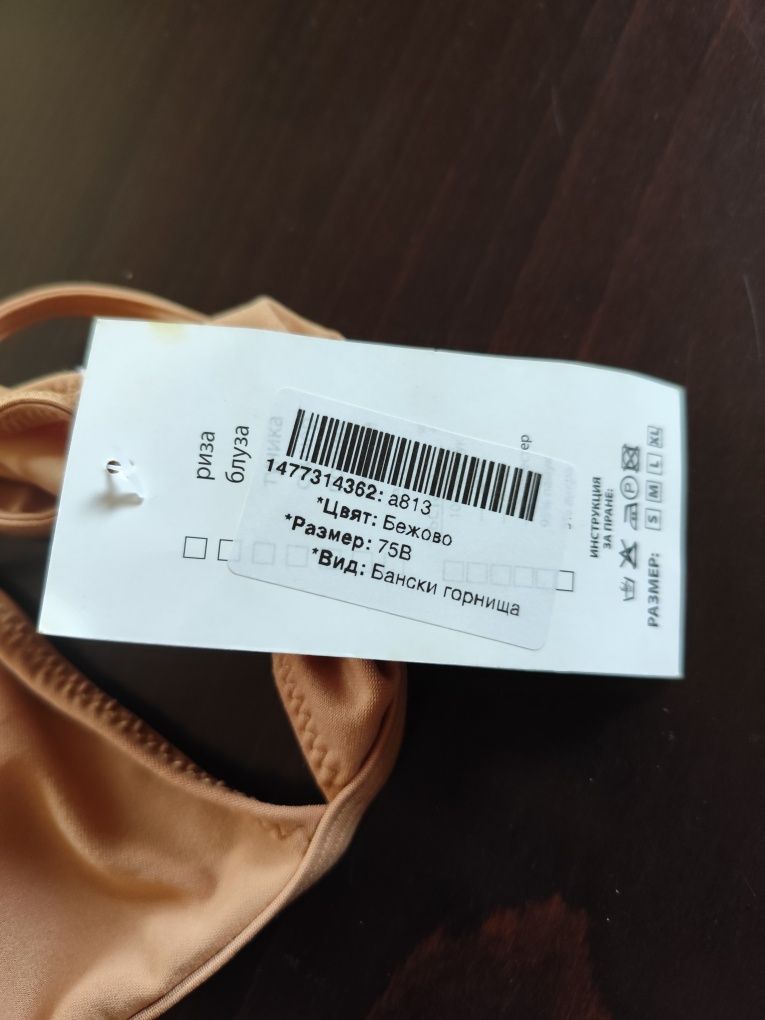 1477314362: a813
*Цвят: Бежово
*Размер: 75B
*Вид: Бански горнища
риза
блуза
ИНСТРУКЦИЯ
ЗА ПРАНЕ:
РАЗМЕР: S M L XL